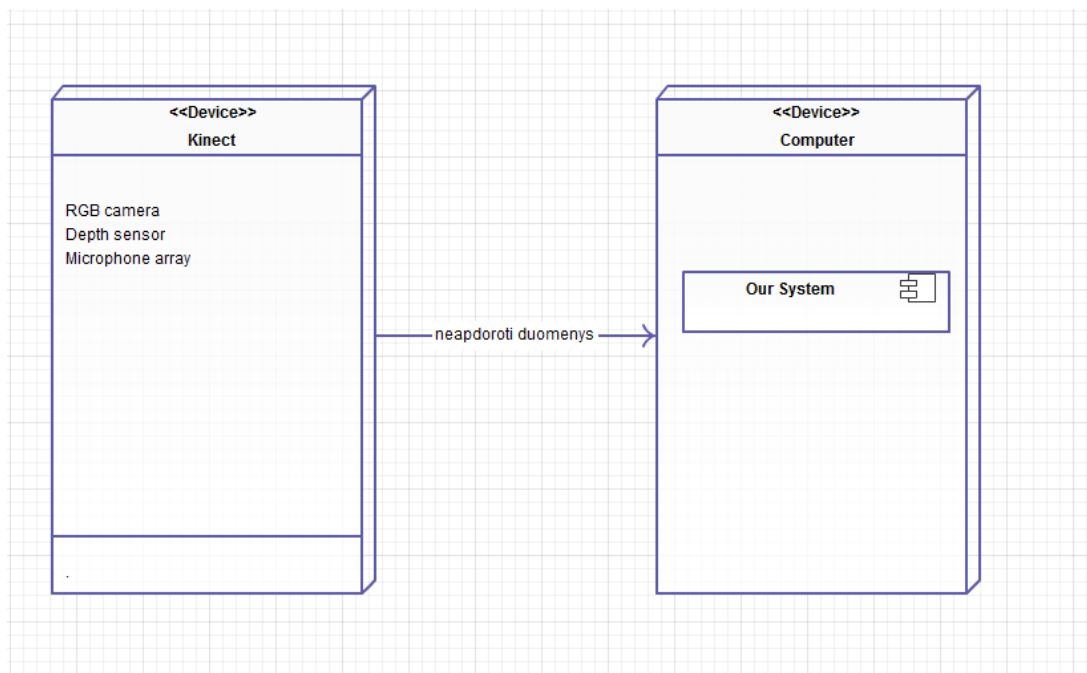 <<Device>>
Kinect
RGB camera
Depth sensor
Microphone array
.
neapdoroti duomenys
<<Device>>
Computer
Our System